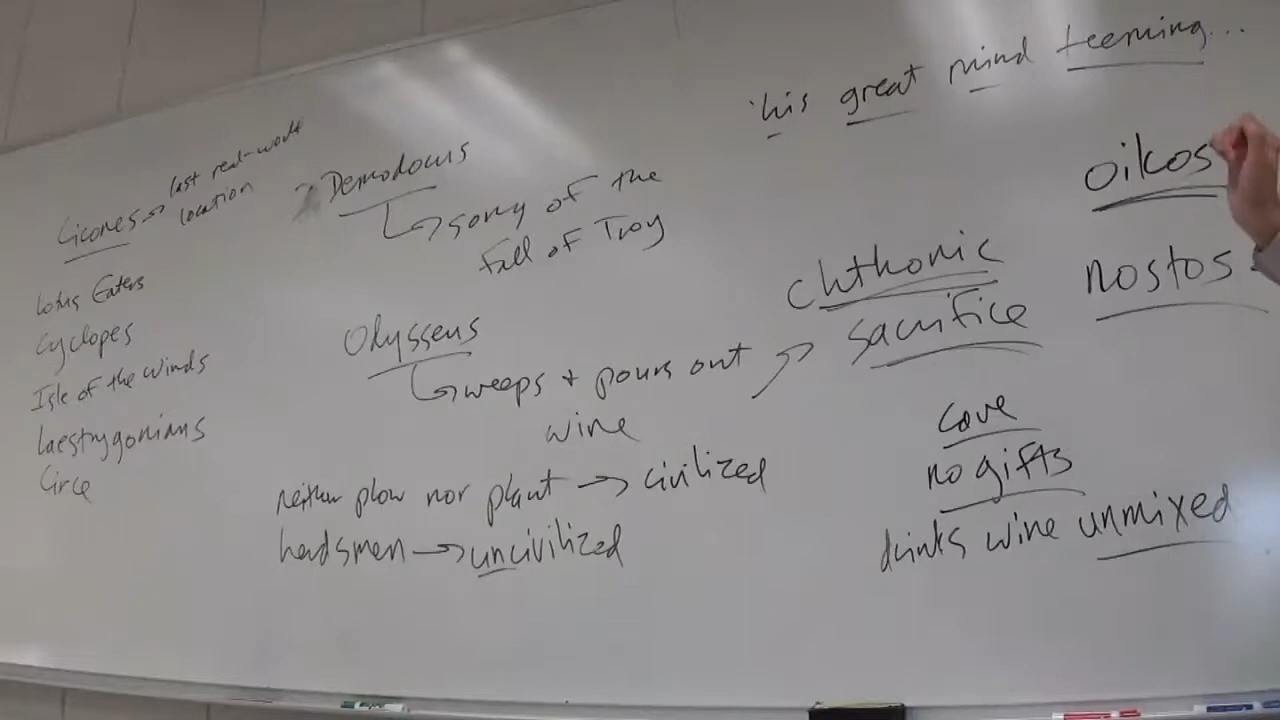 his great mind teeming...
Cicones → last real-world
location
Lotus Eaters
Cyclopes
Isle of the Winds
Laestrygonians
Circe
Demodocus
↳ song of the
fall of Troy
Odysseus
↳ weeps + pours out →
wine
neither plow nor plant → civilized
herdsmen → uncivilized
chthonic
sacrifice
cave
no gifts
drinks wine unmixed
oikos
nostos